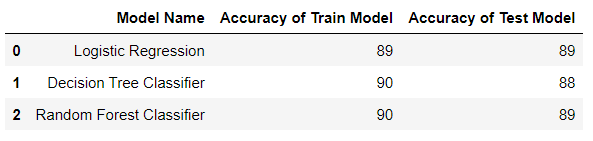 Model Name Accuracy of Train Model Accuracy of Test Model
0 Logistic Regression 89 89
1 Decision Tree Classifier 90 88
2 Random Forest Classifier 90 89